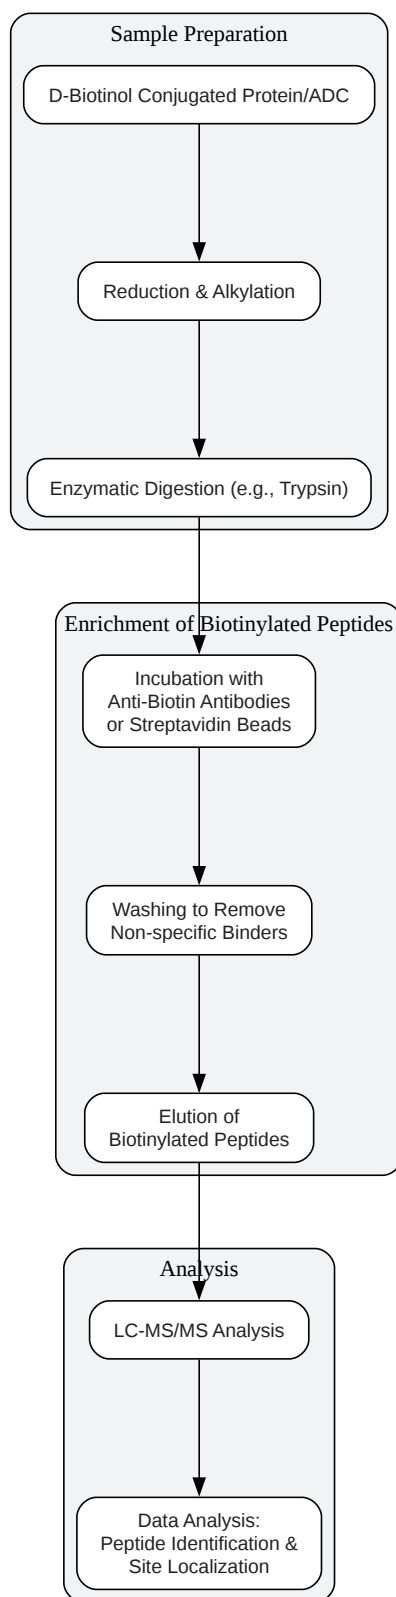 Sample Preparation
D-Biotinol Conjugated Protein/ADC
Reduction & Alkylation
Enzymatic Digestion (e.g., Trypsin)
Enrichment of Biotinylated Peptides
Incubation with
Anti-Biotin Antibodies
or Streptavidin Beads
Washing to Remove
Non-specific Binders
Elution of
Biotinylated Peptides
Analysis
LC-MS/MS Analysis
Data Analysis:
Peptide Identification &
Site Localization